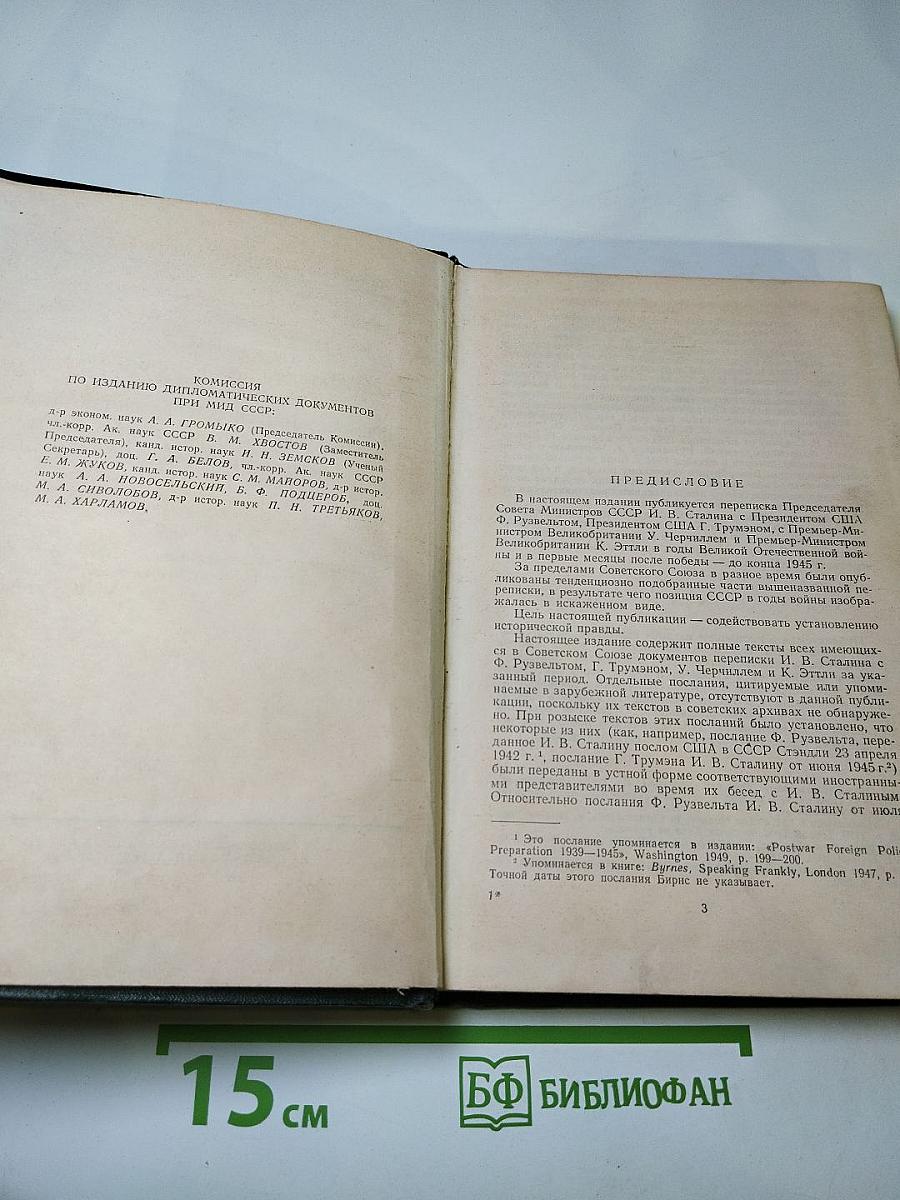 КОМИССИЯ
ПО ИЗДАНИЮ ДИПЛОМАТИЧЕСКИХ ДОКУМЕНТОВ
ПРИ МИД СССР:
д-р эконом. наук А. А. ГРОМЫКО (Председатель Комиссии),
чл.-корр. Ак. наук СССР В. М. ХВОСТОВ (Заместитель
Председателя), канд. истор. наук И. Н. ЗЕМСКОВ (Ученый
Секретарь), доц. Г. А. БЕЛОВ, чл.-корр. Ак. наук СССР
Е. М. ЖУКОВ, канд. истор. наук С. М. МАЙОРОВ, д-р истор.
наук А. А. НОВОСЕЛЬСКИЙ, Б. Ф. ПОДЦЕРОБ, доц.
М. А. СИВОЛОБОВ, д-р истор. наук П. Н. ТРЕТЬЯКОВ,
М. А. ХАРЛАМОВ,
ПРЕДИСЛОВИЕ
В настоящем издании публикуется переписка Председателя
Совета Министров СССР И. В. Сталина с Президентом США
Ф. Рузвельтом, Президентом США Г. Трумэном, с Премьер-Ми-
нистром Великобритании У. Черчиллем и Премьер-Министром
Великобритании К. Эттли в годы Великой Отечественной вой-
ны и в первые месяцы после победы — до конца 1945 г.
За пределами Советского Союза в разное время были опуб-
ликованы тенденциозно подобранные части вышеназванной пе-
реписки, в результате чего позиция СССР в годы войны изобра-
жалась в искаженном виде.
Цель настоящей публикации — содействовать установлению
исторической правды.
Настоящее издание содержит полные тексты всех имеющих-
ся в Советском Союзе документов переписки И. В. Сталина с
Ф. Рузвельтом, Г. Трумэном, У. Черчиллем и К. Эттли за ука-
занный период. Отдельные послания, цитируемые или упоми-
наемые в зарубежной литературе, отсутствуют в данной публи-
кации, поскольку их текстов в советских архивах не обнаруже-
но. При розыске текстов этих посланий было установлено, что
некоторые из них (как, например, послание Ф. Рузвельта, пере-
данное И. В. Сталину послом США в СССР Стэндли 23 апреля
1942 г. ¹, послание Г. Трумэна И. В. Сталину от июня 1945 г.²)
были переданы в устной форме соответствующими иностранны-
ми представителями во время их бесед с И. В. Сталиным
Относительно послания Ф. Рузвельта И. В. Сталину от июля
¹ Это послание упоминается в издании: «Postwar Foreign Poli
Preparation 1939—1945», Washington 1949, p. 199—200.
² Упоминается в книге: Byrnes, Speaking Frankly, London 1947, p.
Точной даты этого послания Бирнс не указывает.
1*
3
15 см
БФ БИБЛИОФАН